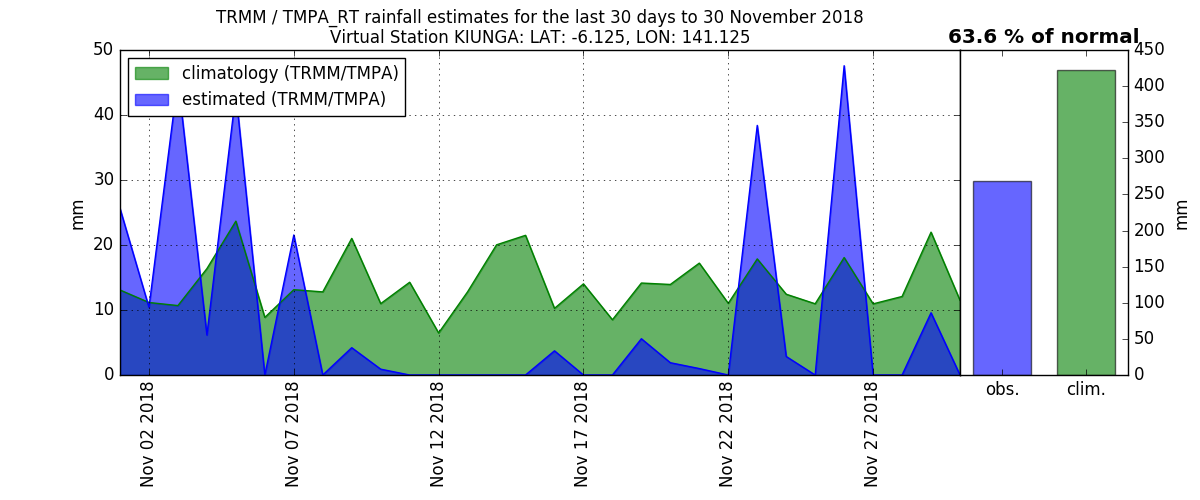 TRMM / TMPA_RT rainfall estimates for the last 30 days to 30 November 2018
Virtual Station KIUNGA: LAT: -6.125, LON: 141.125
63.6 % of normal
climatology (TRMM/TMPA)
estimated (TRMM/TMPA)
50
40
30
20
10
0
mm
Nov 02 2018
Nov 07 2018
Nov 12 2018
Nov 17 2018
Nov 22 2018
Nov 27 2018
obs.
clim.
450
400
350
300
250
200
150
100
50
0
mm